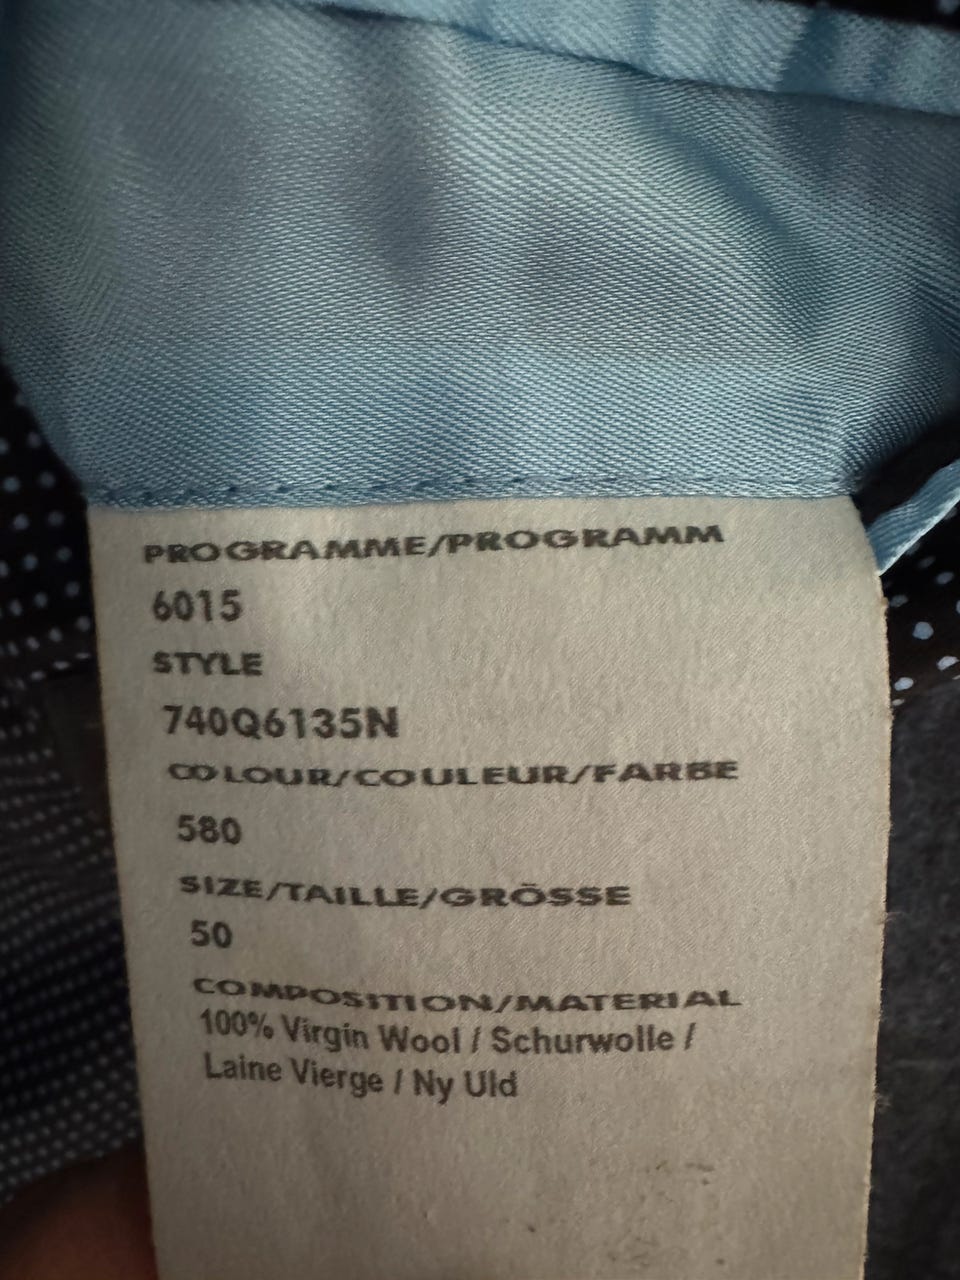 PROGRAMME/PROGRAMM
6015
STYLE
740Q6135N
COLOUR/COULEUR/FARBE
580
SIZE/TAILLE/GRÖSSE
50
COMPOSITION/MATERIAL
100% Virgin Wool / Schurwolle /
Laine Vierge / Ny Uld